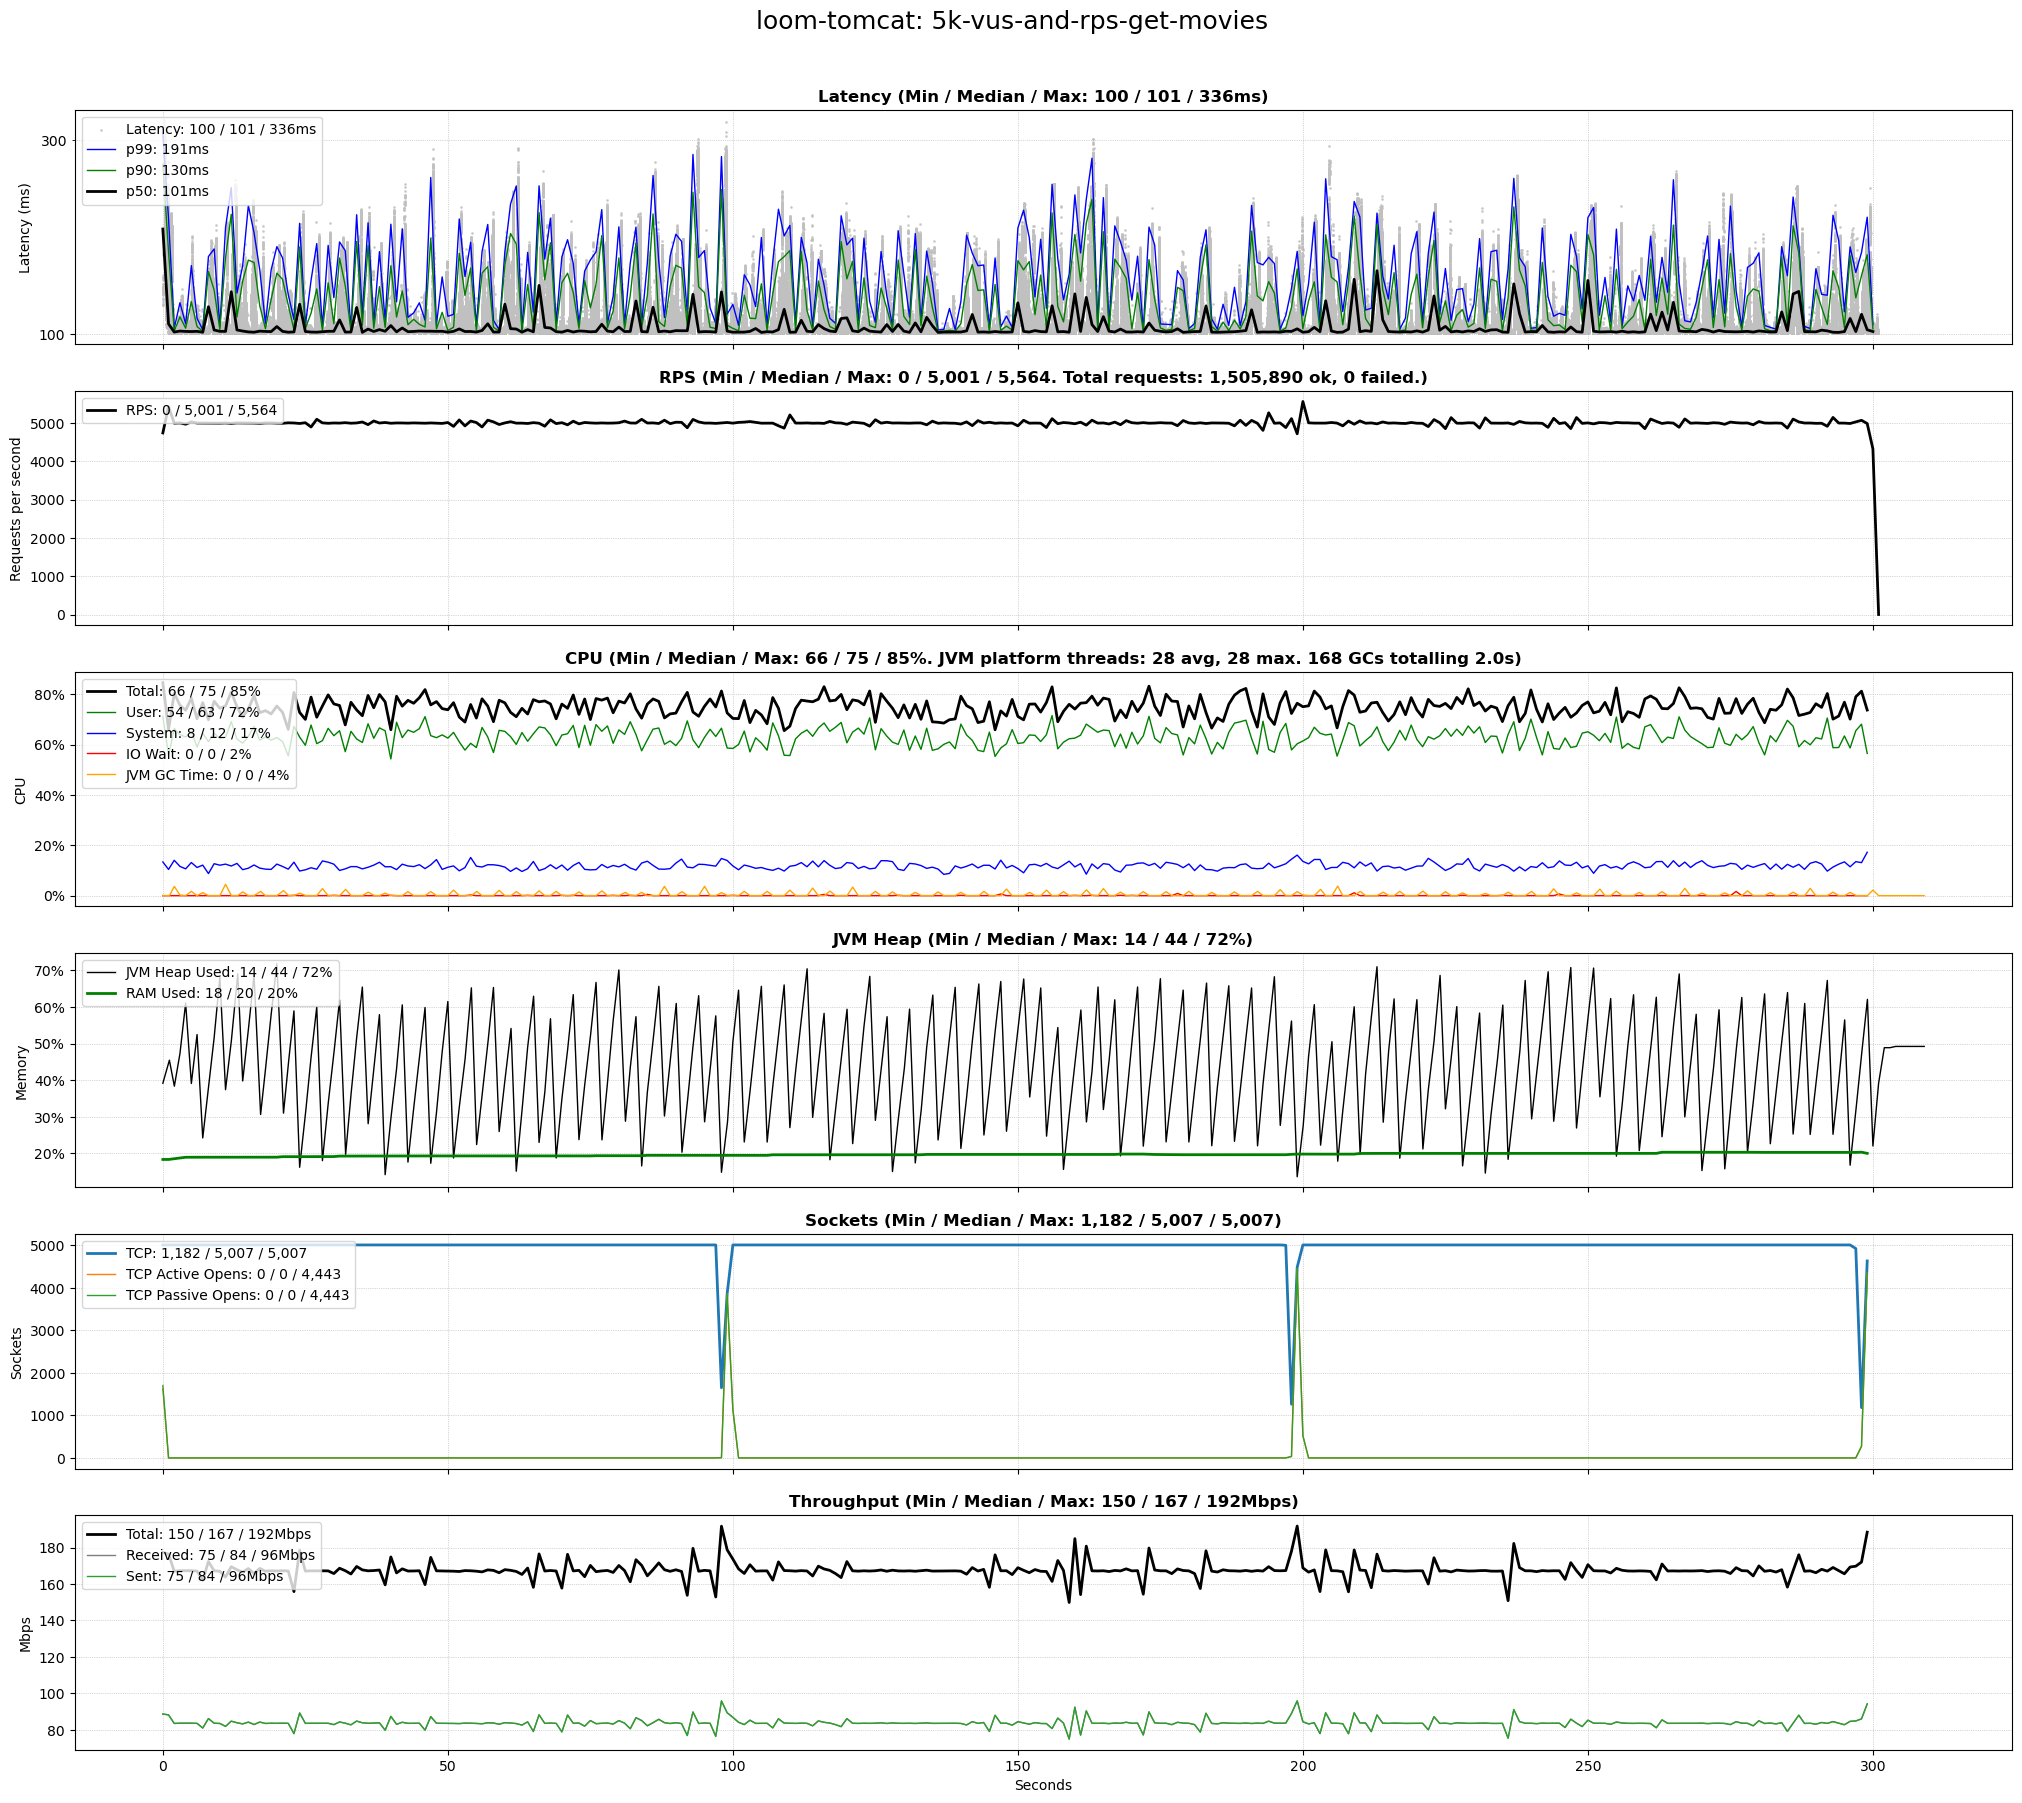 loom-tomcat: 5k-vus-and-rps-get-movies
Latency (Min / Median / Max: 100 / 101 / 336ms)
Latency: 100 / 101 / 336ms
p99: 191ms
p90: 130ms
p50: 101ms
Latency (ms)
300
100
RPS (Min / Median / Max: 0 / 5,001 / 5,564. Total requests: 1,505,890 ok, 0 failed.)
RPS: 0 / 5,001 / 5,564
Requests per second
5000
4000
3000
2000
1000
0
CPU (Min / Median / Max: 66 / 75 / 85%. JVM platform threads: 28 avg, 28 max. 168 GCs totalling 2.0s)
Total: 66 / 75 / 85%
User: 54 / 63 / 72%
System: 8 / 12 / 17%
IO Wait: 0 / 0 / 2%
JVM GC Time: 0 / 0 / 4%
CPU
80%
60%
40%
20%
0%
JVM Heap (Min / Median / Max: 14 / 44 / 72%)
JVM Heap Used: 14 / 44 / 72%
RAM Used: 18 / 20 / 20%
Memory
70%
60%
50%
40%
30%
20%
Sockets (Min / Median / Max: 1,182 / 5,007 / 5,007)
TCP: 1,182 / 5,007 / 5,007
TCP Active Opens: 0 / 0 / 4,443
TCP Passive Opens: 0 / 0 / 4,443
Sockets
5000
4000
3000
2000
1000
0
Throughput (Min / Median / Max: 150 / 167 / 192Mbps)
Total: 150 / 167 / 192Mbps
Received: 75 / 84 / 96Mbps
Sent: 75 / 84 / 96Mbps
Mbps
180
160
140
120
100
80
0 50 100 150 200 250 300
Seconds